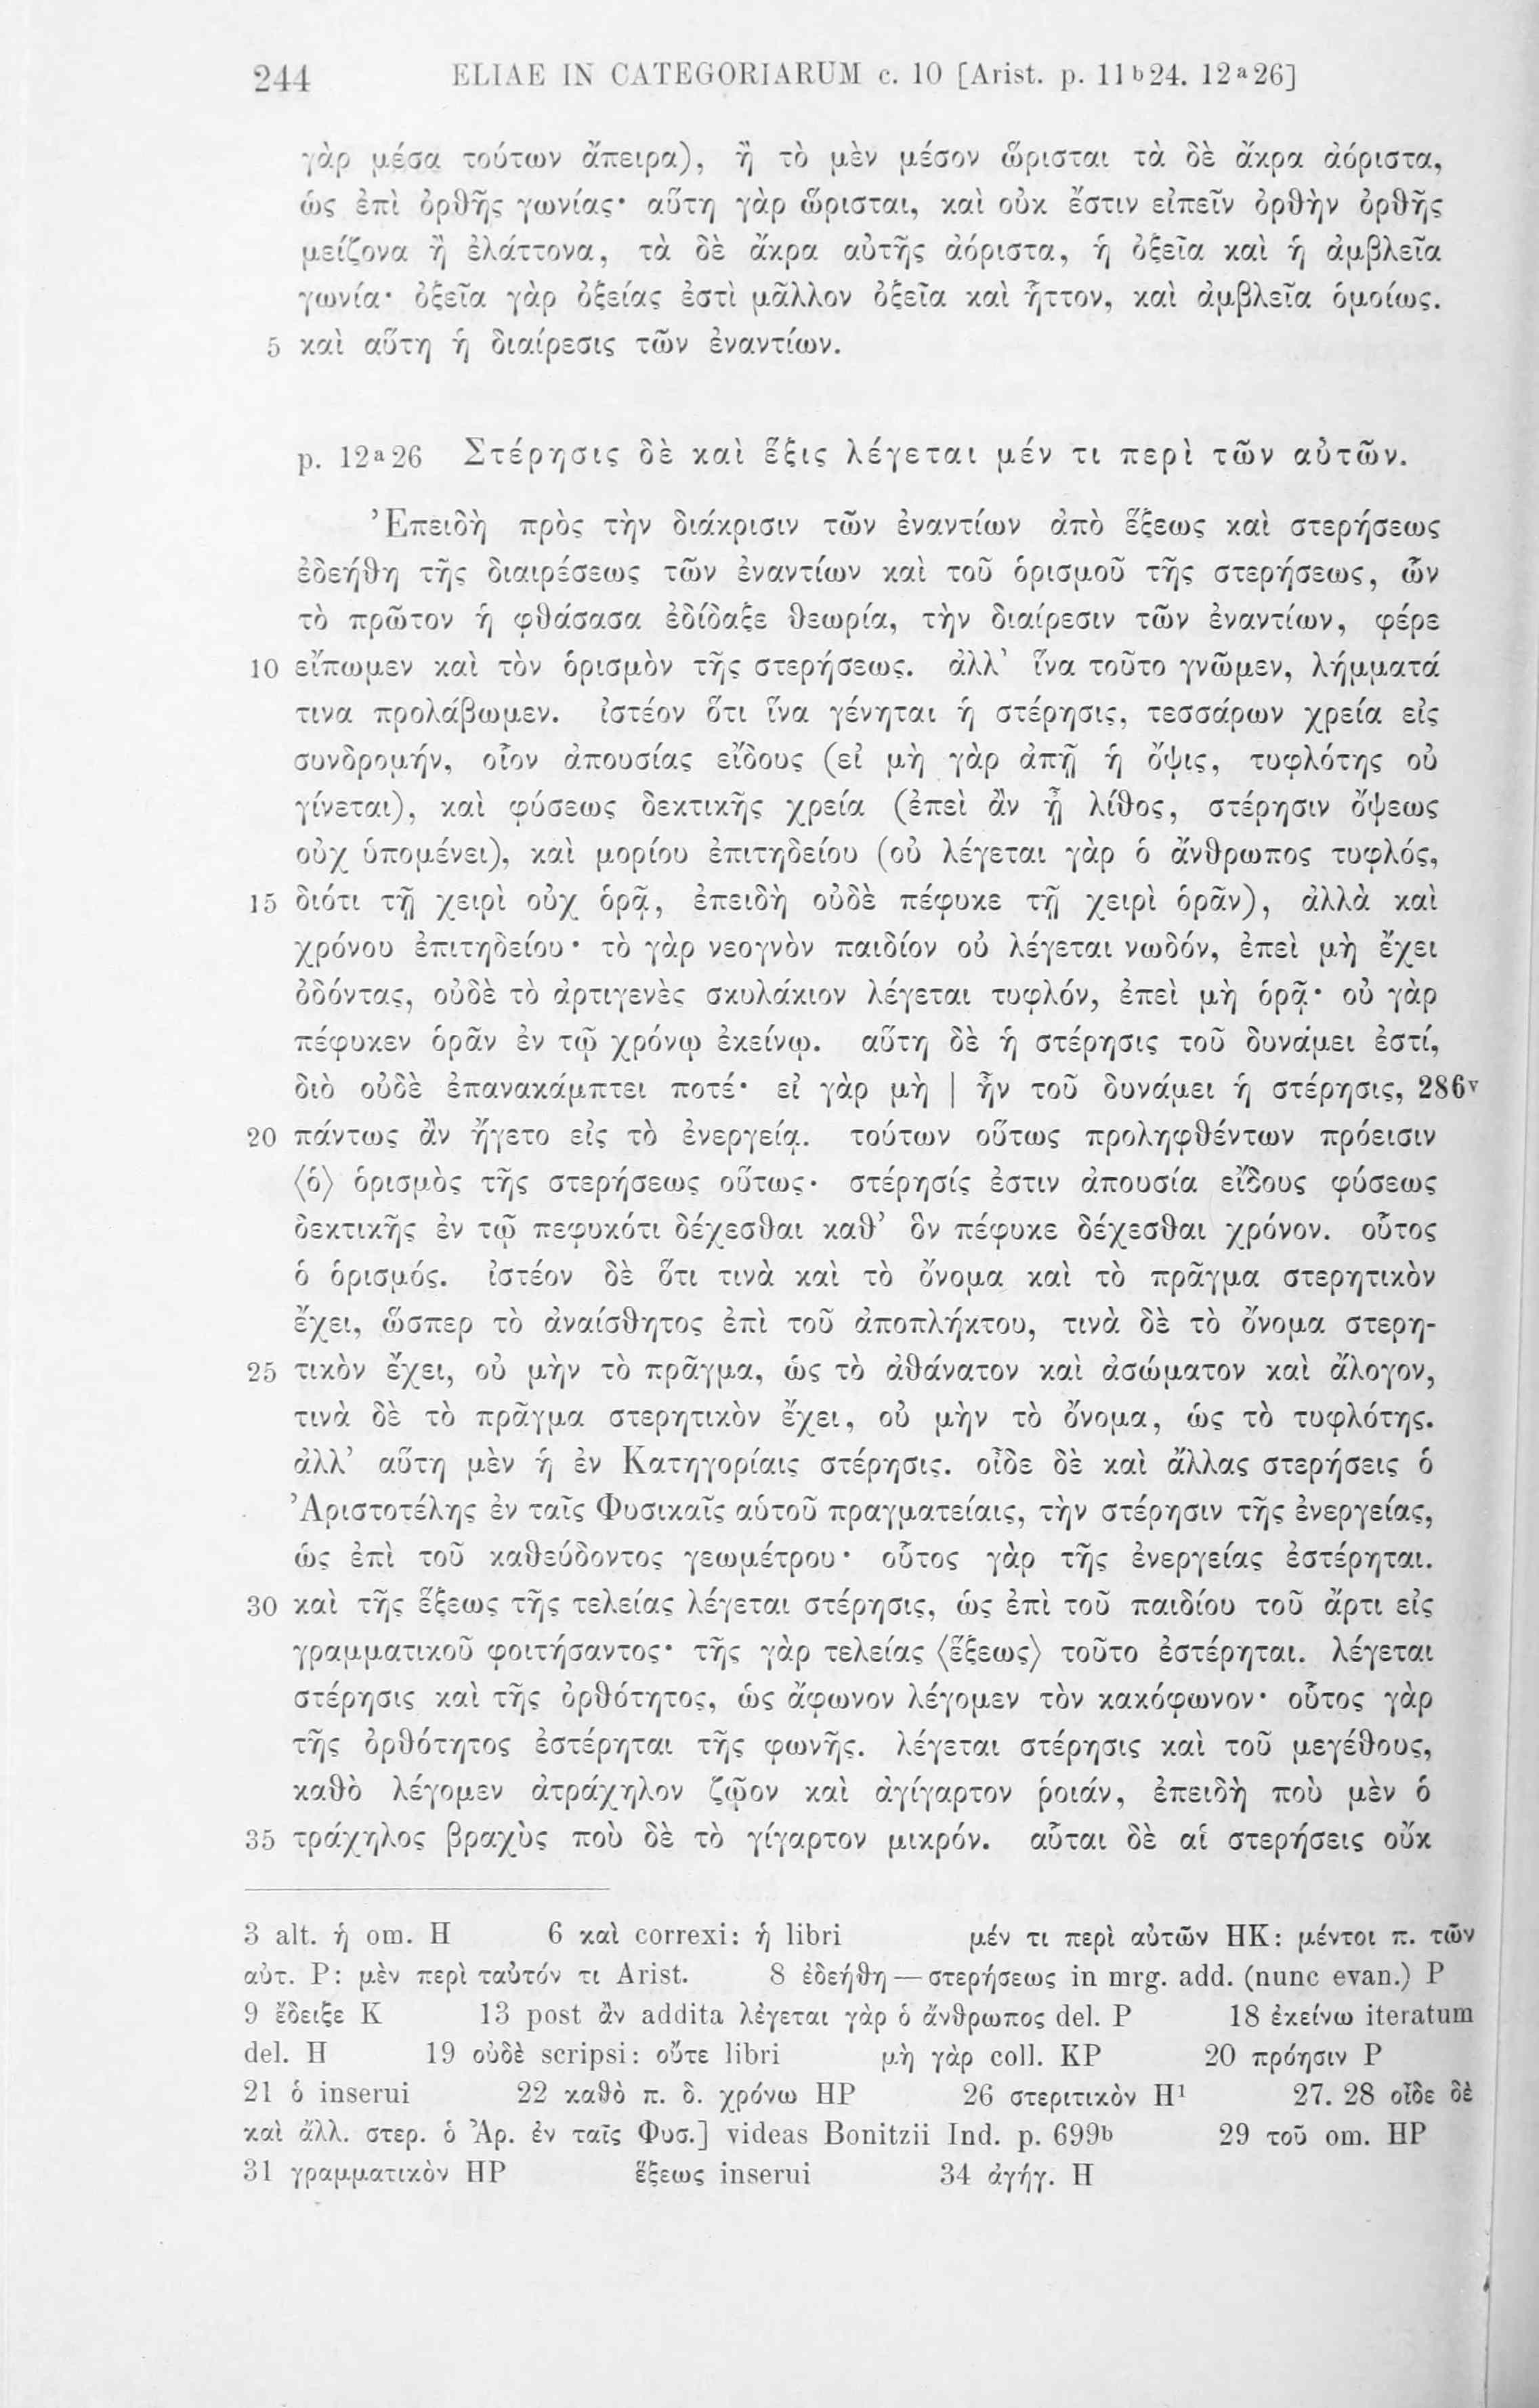 244 ELIAE IN CATEGORIARUM c. 10 [Arist. p. 11b24. 12a26]
γὰρ μέσα τούτων ἄπειρα), ἢ τὸ μὲν μέσον ὥρισται τὰ δὲ ἄκρα ἀόριστα,
ὡς ἐπὶ ὀρθῆς γωνίας· αὕτη γὰρ ὥρισται, καὶ οὐκ ἔστιν εἰπεῖν ὀρθὴν ὀρθῆς
μείζονα ἢ ἐλάττονα, τὰ δὲ ἄκρα αὐτῆς ἀόριστα, ἡ ὀξεῖα καὶ ἡ ἀμβλεῖα
γωνία· ὀξεῖα γὰρ ὀξείας ἐστὶ μᾶλλον ὀξεῖα καὶ ἧττον, καὶ ἀμβλεῖα ὁμοίως.
5 καὶ αὕτη ἡ διαίρεσις τῶν ἐναντίων.
p. 12a26 Στέρησις δὲ καὶ ἕξις λέγεται μέν τι περὶ τῶν αὐτῶν.
Ἐπειδὴ πρὸς τὴν διάκρισιν τῶν ἐναντίων ἀπὸ ἕξεως καὶ στερήσεως
ἐδεήθη τῆς διαιρέσεως τῶν ἐναντίων καὶ τοῦ ὁρισμοῦ τῆς στερήσεως, ὧν
τὸ πρῶτον ἡ φθάσασα ἐδίδαξε θεωρία, τὴν διαίρεσιν τῶν ἐναντίων, φέρε
10 εἴπωμεν καὶ τὸν ὁρισμὸν τῆς στερήσεως. ἀλλ’ ἵνα τοῦτο γνῶμεν, λήμματά
τινα προλάβωμεν. ἰστέον ὅτι ἵνα γένηται ἡ στέρησις, τεσσάρων χρεία εἰς
συνδρομήν, οἷον ἀπουσίας εἴδους (εἰ μὴ γὰρ ἀπῇ ἡ ὄψις, τυφλότης οὐ
γίνεται), καὶ φύσεως δεκτικῆς χρεία (ἐπεὶ ἂν ᾖ λίθος, στέρησιν ὄψεως
οὐχ ὑπομένει), καὶ μορίου ἐπιτηδείου (οὐ λέγεται γὰρ ὁ ἄνθρωπος τυφλός,
15 διότι τῇ χειρὶ οὐχ ὁρᾷ, ἐπειδὴ οὐδὲ πέφυκε τῇ χειρὶ ὁρᾶν), ἀλλὰ καὶ
χρόνου ἐπιτηδείου· τὸ γὰρ νεογνὸν παιδίον οὐ λέγεται νωδόν, ἐπεὶ μὴ ἔχει
ὀδόντας, οὐδὲ τὸ ἀρτιγενὲς σκυλάκιον λέγεται τυφλόν, ἐπεὶ μὴ ὁρᾷ· οὐ γὰρ
πέφυκεν ὁρᾶν ἐν τῷ χρόνῳ ἐκείνῳ. αὕτη δὲ ἡ στέρησις τοῦ δυνάμει ἐστί,
διὸ οὐδὲ ἐπανακάμπτει ποτέ· εἰ γὰρ μὴ | ἦν τοῦ δυνάμει ἡ στέρησις, 286v
20 πάντως ἂν ἤγετο εἰς τὸ ἐνεργείᾳ. τούτων οὕτως προληφθέντων πρόεισιν
⟨ὁ⟩ ὁρισμὸς τῆς στερήσεως οὕτως· στέρησίς ἐστιν ἀπουσία εἴδους φύσεως
δεκτικῆς ἐν τῷ πεφυκότι δέχεσθαι καθ’ ὃν πέφυκε δέχεσθαι χρόνον. οὗτος
ὁ ὁρισμός. ἰστέον δὲ ὅτι τινὰ καὶ τὸ ὄνομα καὶ τὸ πρᾶγμα στερητικὸν
ἔχει, ὥσπερ τὸ ἀναίσθητος ἐπὶ τοῦ ἀποπλήκτου, τινὰ δὲ τὸ ὄνομα στερη-
25 τικὸν ἔχει, οὐ μὴν τὸ πρᾶγμα, ὡς τὸ ἀθάνατον καὶ ἀσώματον καὶ ἄλογον,
τινὰ δὲ τὸ πρᾶγμα στερητικὸν ἔχει, οὐ μὴν τὸ ὄνομα, ὡς τὸ τυφλότης.
ἀλλ’ αὕτη μὲν ἡ ἐν Κατηγορίαις στέρησις. οἶδε δὲ καὶ ἄλλας στερήσεις ὁ
Ἀριστοτέλης ἐν ταῖς Φυσικαῖς αὑτοῦ πραγματείαις, τὴν στέρησιν τῆς ἐνεργείας,
ὡς ἐπὶ τοῦ καθεύδοντος γεωμέτρου· οὗτος γὰρ τῆς ἐνεργείας ἐστέρηται.
30 καὶ τῆς ἕξεως τῆς τελείας λέγεται στέρησις, ὡς ἐπὶ τοῦ παιδίου τοῦ ἄρτι εἰς
γραμματικοῦ φοιτήσαντος· τῆς γὰρ τελείας ⟨ἕξεως⟩ τοῦτο ἐστέρηται. λέγεται
στέρησις καὶ τῆς ὀρθότητος, ὡς ἄφωνον λέγομεν τὸν κακόφωνον· οὗτος γὰρ
τῆς ὀρθότητος ἐστέρηται τῆς φωνῆς. λέγεται στέρησις καὶ τοῦ μεγέθους,
καθὸ λέγομεν ἀτράχηλον ζῷον καὶ ἀγίγαρτον ῥοιάν, ἐπειδὴ ποὺ μὲν ὁ
35 τράχηλος βραχὺς ποὺ δὲ τὸ γίγαρτον μικρόν. αὗται δὲ αἱ στερήσεις οὔκ
3 alt. ἡ om. H 6 καὶ correxi: ἡ libri μέν τι περὶ αὐτῶν HK: μέντοι π. τῶν
αὐτ. P: μὲν περὶ ταὐτόν τι Arist. 8 ἐδεήθη — στερήσεως in mrg. add. (nunc evan.) P
9 ἔδειξε K 13 post ἂν addita λέγεται γὰρ ὁ ἄνθρωπος del. P 18 ἐκείνω iteratum
del. H 19 οὐδὲ scripsi: οὔτε libri μὴ γὰρ coll. KP 20 πρόησιν P
21 ὁ inserui 22 καθὸ π. δ. χρόνω HP 26 στεριτικὸν H1 27. 28 οἶδε δὲ
καὶ ἄλλ. στερ. ὁ Ἀρ. ἐν ταῖς Φυσ.] videas Bonitzii Ind. p. 699b 29 τοῦ om. HP
31 γραμματικὸν HP ἕξεως inserui 34 ἀγήγ. H